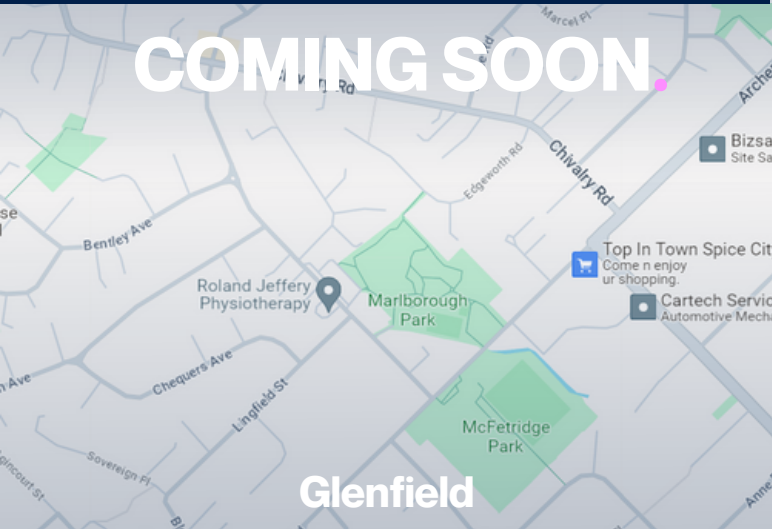 Marcel Pl
COMING SOON.
Chivalry Rd
Bizsa
Site Sa
Edgeworth Rd
Chivalry Rd
Bentley Ave
Top In Town Spice Cit
Come n enjoy
ur shopping.
Roland Jeffery
Physiotherapy
Marlborough
Park
Cartech Servic
Automotive Mecha
Chequers Ave
Lingfield St
McFetridge
Park
Sovereign Pl
Glenfield